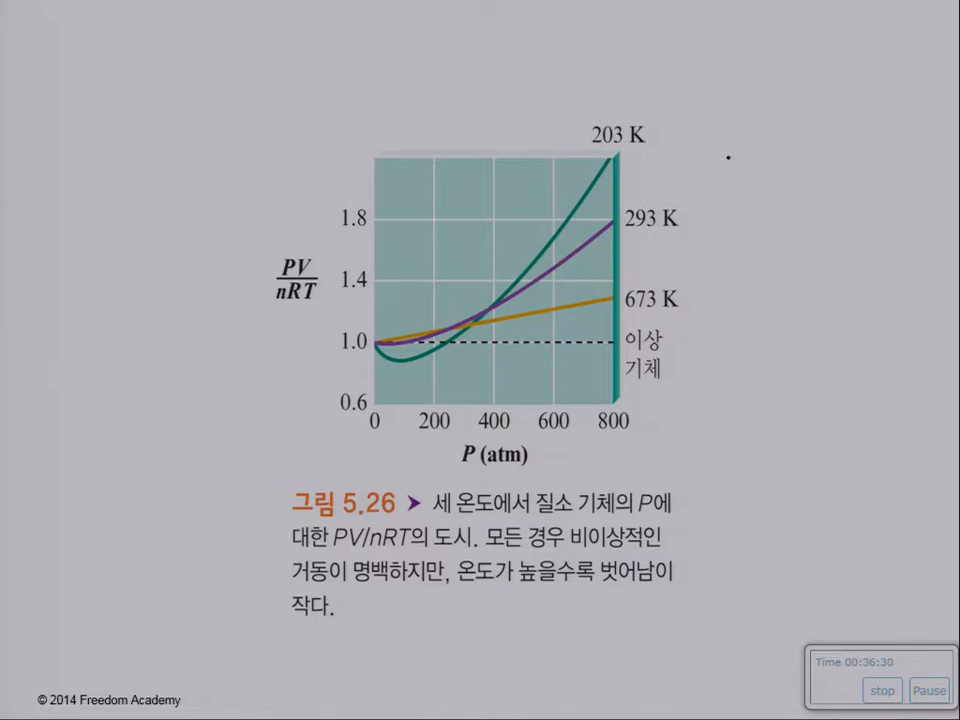 203 K
1.8
293 K
PV
nRT
1.4
673 K
1.0
이상
기체
0.6
0 200 400 600 800
P (atm)
그림 5.26 ➤ 세 온도에서 질소 기체의 P에
대한 PV/nRT의 도시. 모든 경우 비이상적인
거동이 명백하지만, 온도가 높을수록 벗어남이
작다.
Time 00:36:30
stop Pause
© 2014 Freedom Academy